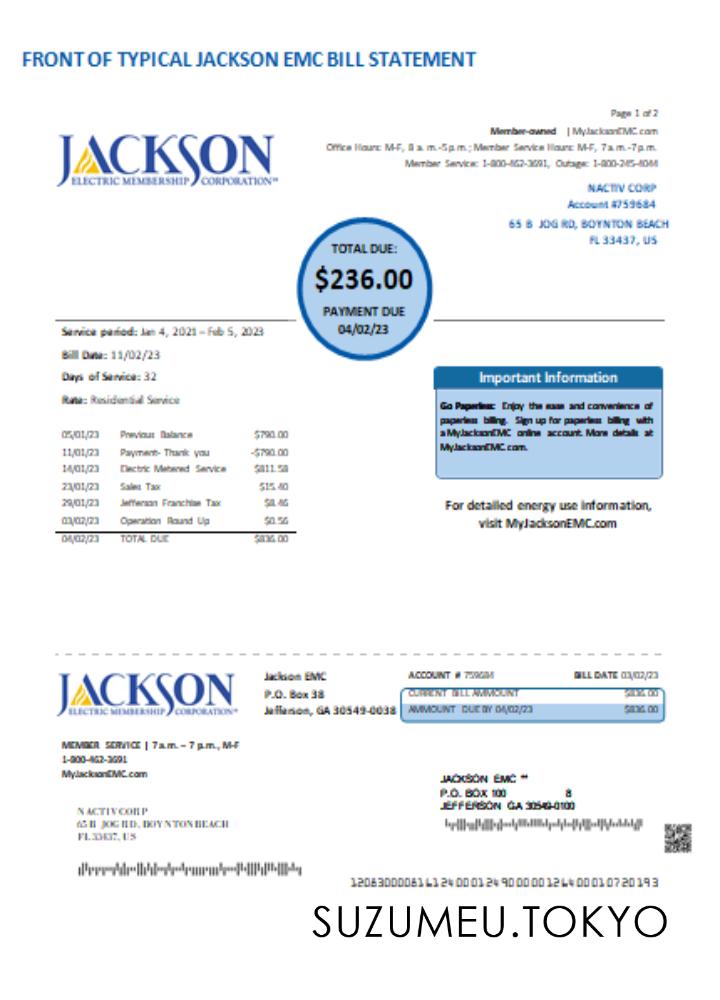 FRONT OF TYPICAL JACKSON EMC BILL STATEMENT
Page 1 of 2
JACKSON
ELECTRIC MEMBERSHIP CORPORATION℠
Member-owned | MyJacksonEMC.com
Office Hours: M-F, 8 a. m.-5 p.m.; Member Service Hours: M-F, 7 a.m.-7 p.m.
Member Service: 1-800-462-3691, Outage: 1-800-245-4044
NACTIV CORP
Account #759684
65 B JOG RD, BOYNTON BEACH
FL 33437, US
TOTAL DUE:
$236.00
PAYMENT DUE
04/02/23
Service period: Jan 4, 2021 – Feb 5, 2023
Bill Date: 11/02/23
Days of Service: 32
Rate: Residential Service
05/01/23 Previous Balance $790.00
11/01/23 Payment- Thank you -$790.00
14/01/23 Electric Metered Service $811.58
23/01/23 Sales Tax $15.40
29/01/23 Jefferson Franchise Tax $8.46
03/02/23 Operation Round Up $0.56
04/02/23 TOTAL DUE $836.00
Important Information
Go Paperless: Enjoy the ease and convenience of
paperless billing. Sign up for paperless billing with
a MyJacksonEMC online account. More details at
MyJacksonEMC.com.
For detailed energy use information,
visit MyJacksonEMC.com
JACKSON
ELECTRIC MEMBERSHIP CORPORATION℠
Jackson EMC
P.O. Box 38
Jefferson, GA 30549-0038
ACCOUNT # 759684 BILL DATE 03/02/23
CURRENT BILL AMMOUNT $836.00
AMMOUNT DUE BY 04/02/23 $836.00
MEMBER SERVICE | 7 a.m. – 7 p.m., M-F
1-800-462-3691
MyJacksonEMC.com
JACKSON EMC **
P.O. BOX 100 8
JEFFERSON GA 30549-0100
NACTIV CORP
65 B JOG RD, BOYNTON BEACH
FL 33437, US
SUZUMEU.TOKYO